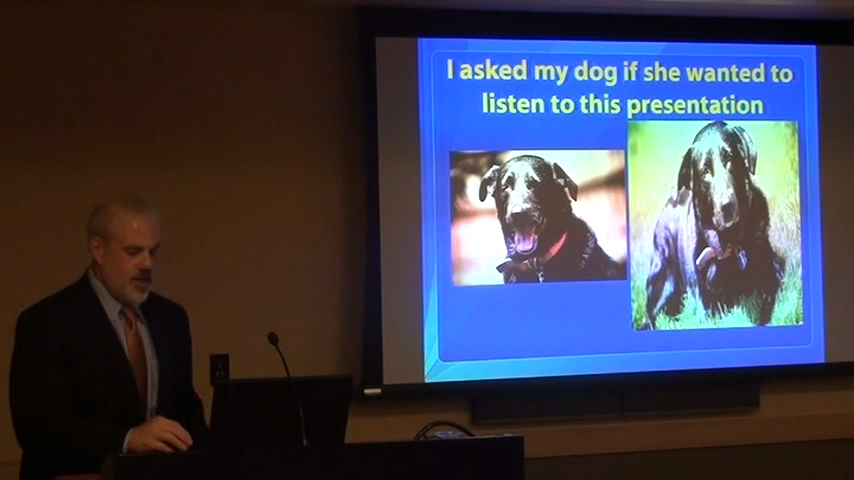 I asked my dog if she wanted to
listen to this presentation